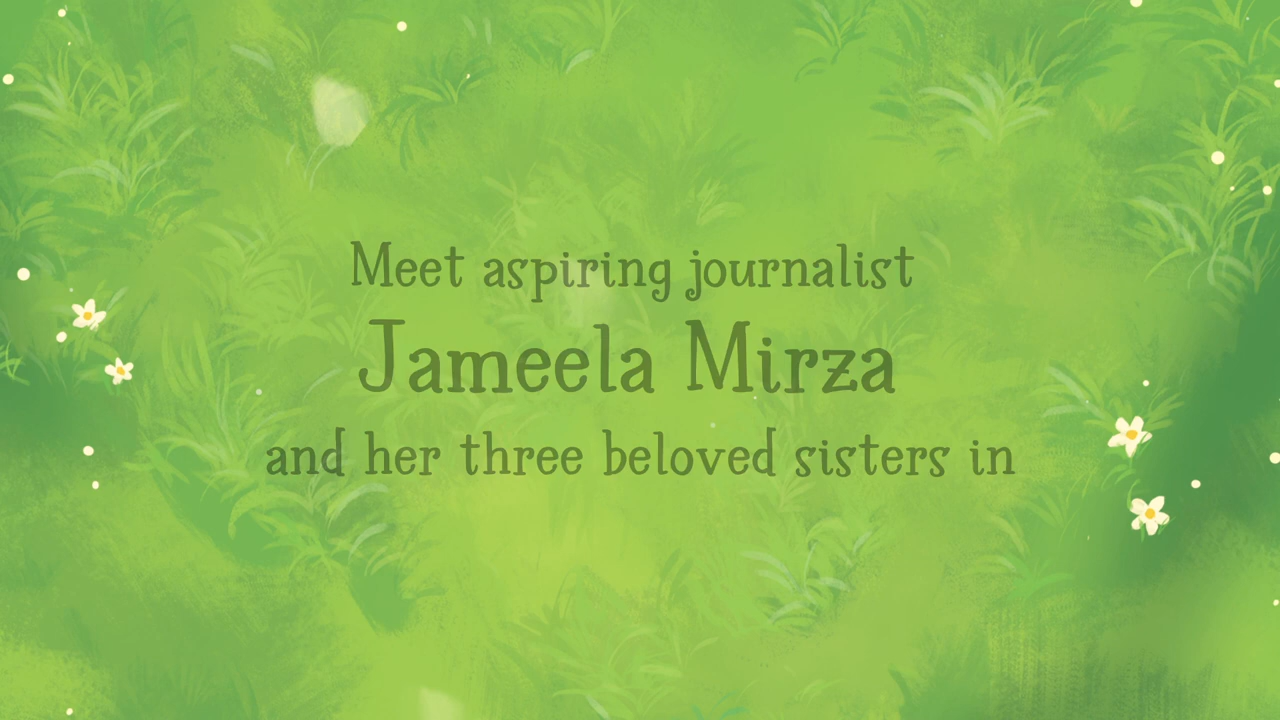 Meet aspiring journalist
Jameela Mirza
and her three beloved sisters in